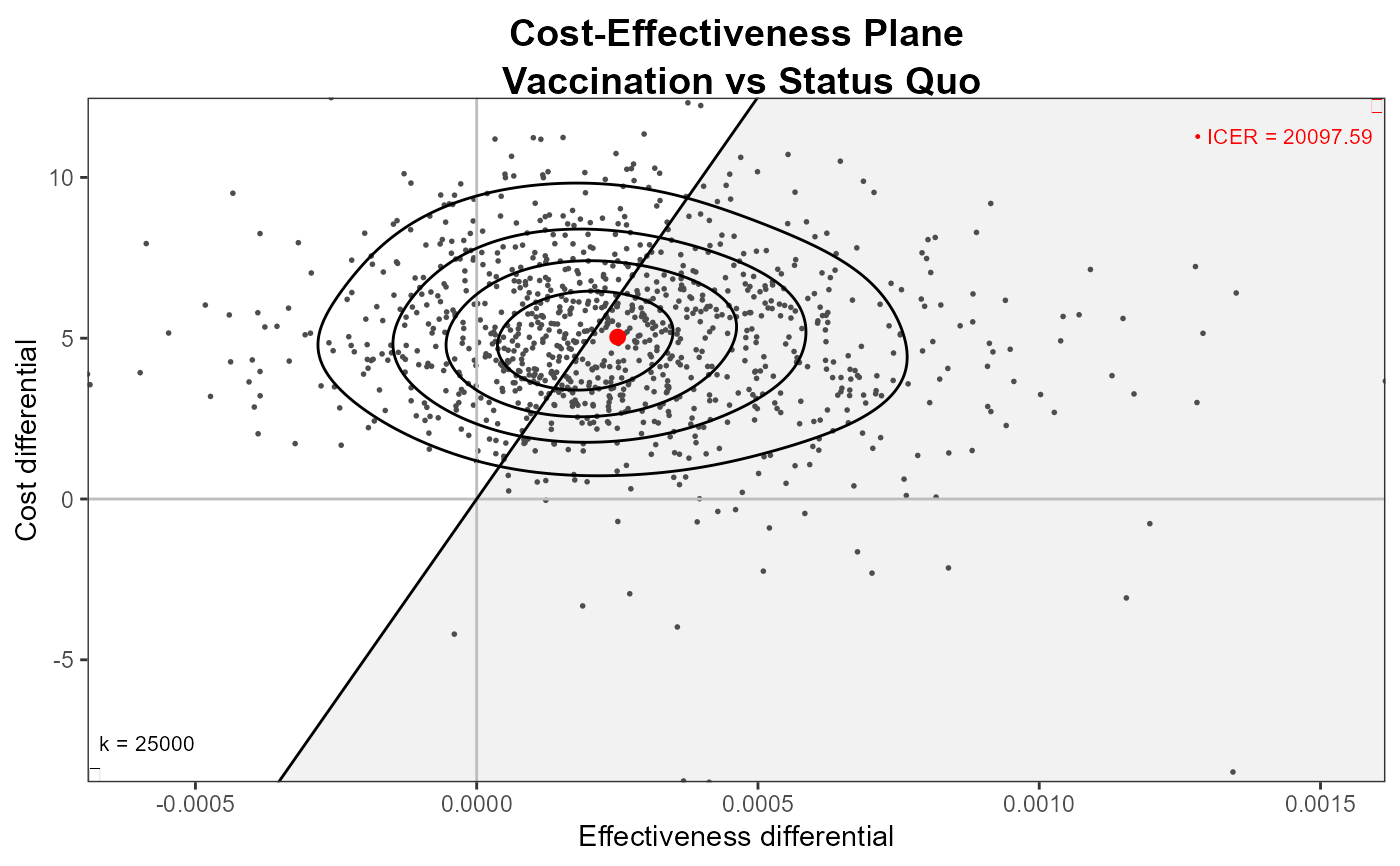 Cost-Effectiveness Plane
Vaccination vs Status Quo
• ICER = 20097.59
10
5
0
-5
Cost differential
k = 25000
-0.0005
0.0000
0.0005
0.0010
0.0015
Effectiveness differential